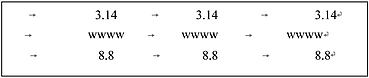 → 3.14 → 3.14 → 3.14↵
→ wwww → wwww → wwww↵
→ 8.8 → 8.8 → 8.8↵